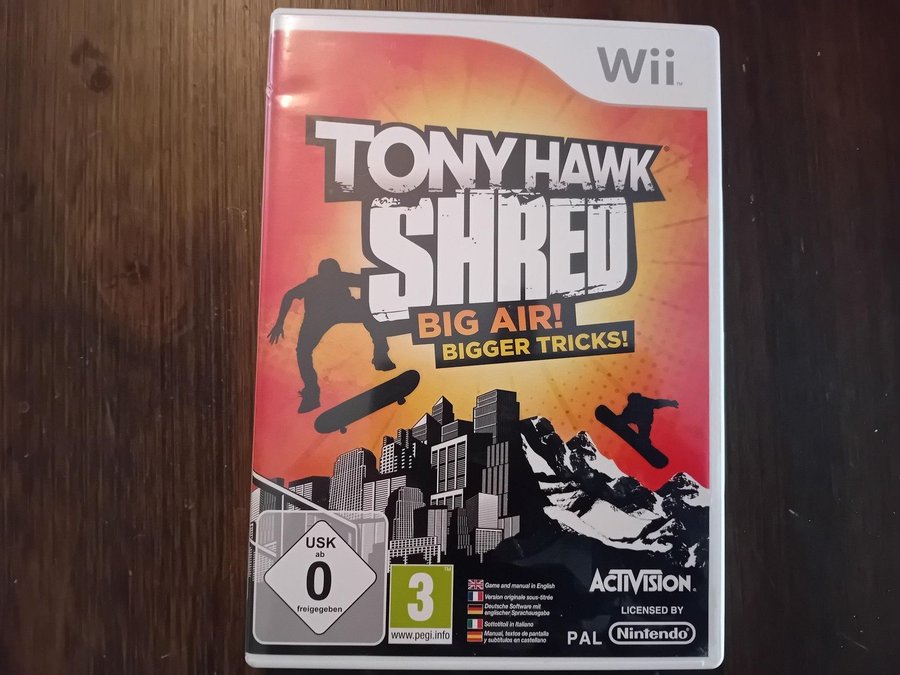 Wii™
TONY HAWK®
SHRED
BIG AIR!
BIGGER TRICKS!
USK
ab
0
freigegeben
3
www.pegi.info
Game and manual in English
Version originale sous-titrée
Deutsche Software mit
englischer Sprachausgabe
Sottotitoli in Italiano
Manual, textos de pantalla
y subtítulos en castellano
ACTIVISION®
LICENSED BY
PAL
Nintendo®